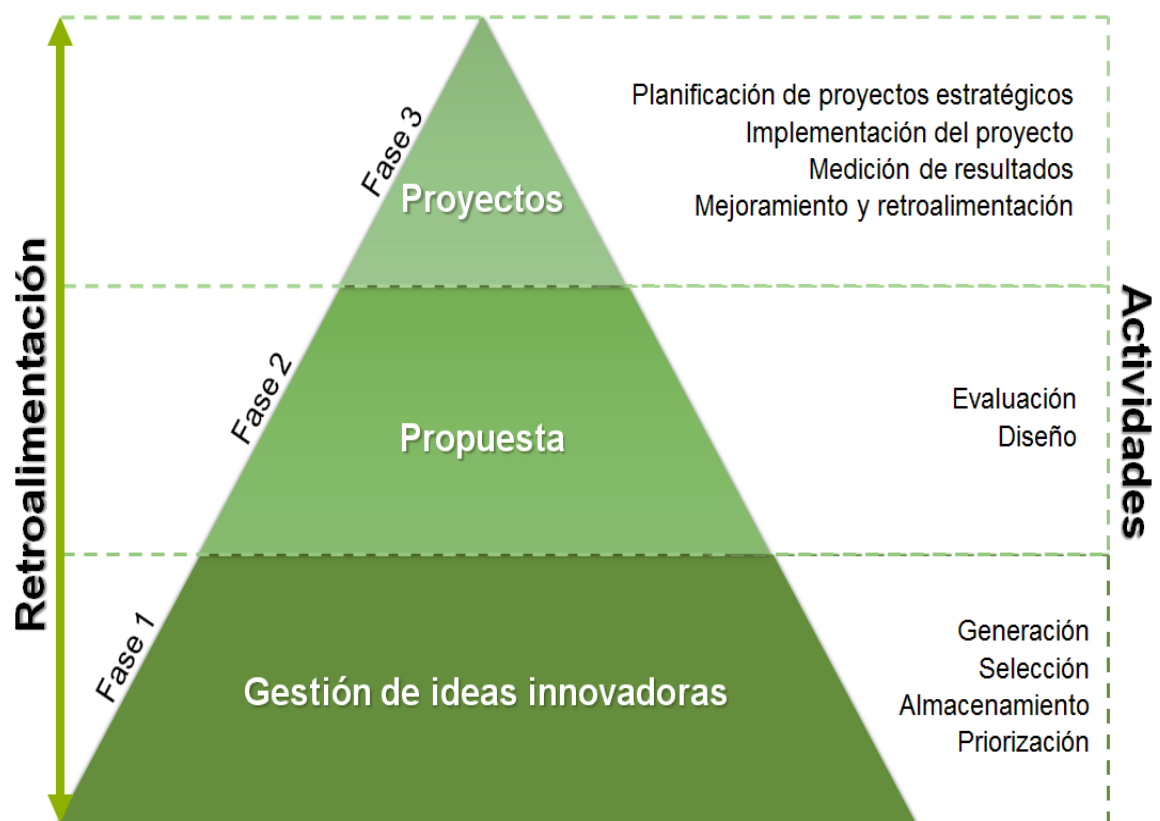 Planificación de proyectos estratégicos
Implementación del proyecto
Medición de resultados
Mejoramiento y retroalimentación
Fase 3
Proyectos
Retroalimentación
Actividades
Fase 2
Propuesta
Evaluación
Diseño
Fase 1
Gestión de ideas innovadoras
Generación
Selección
Almacenamiento
Priorización